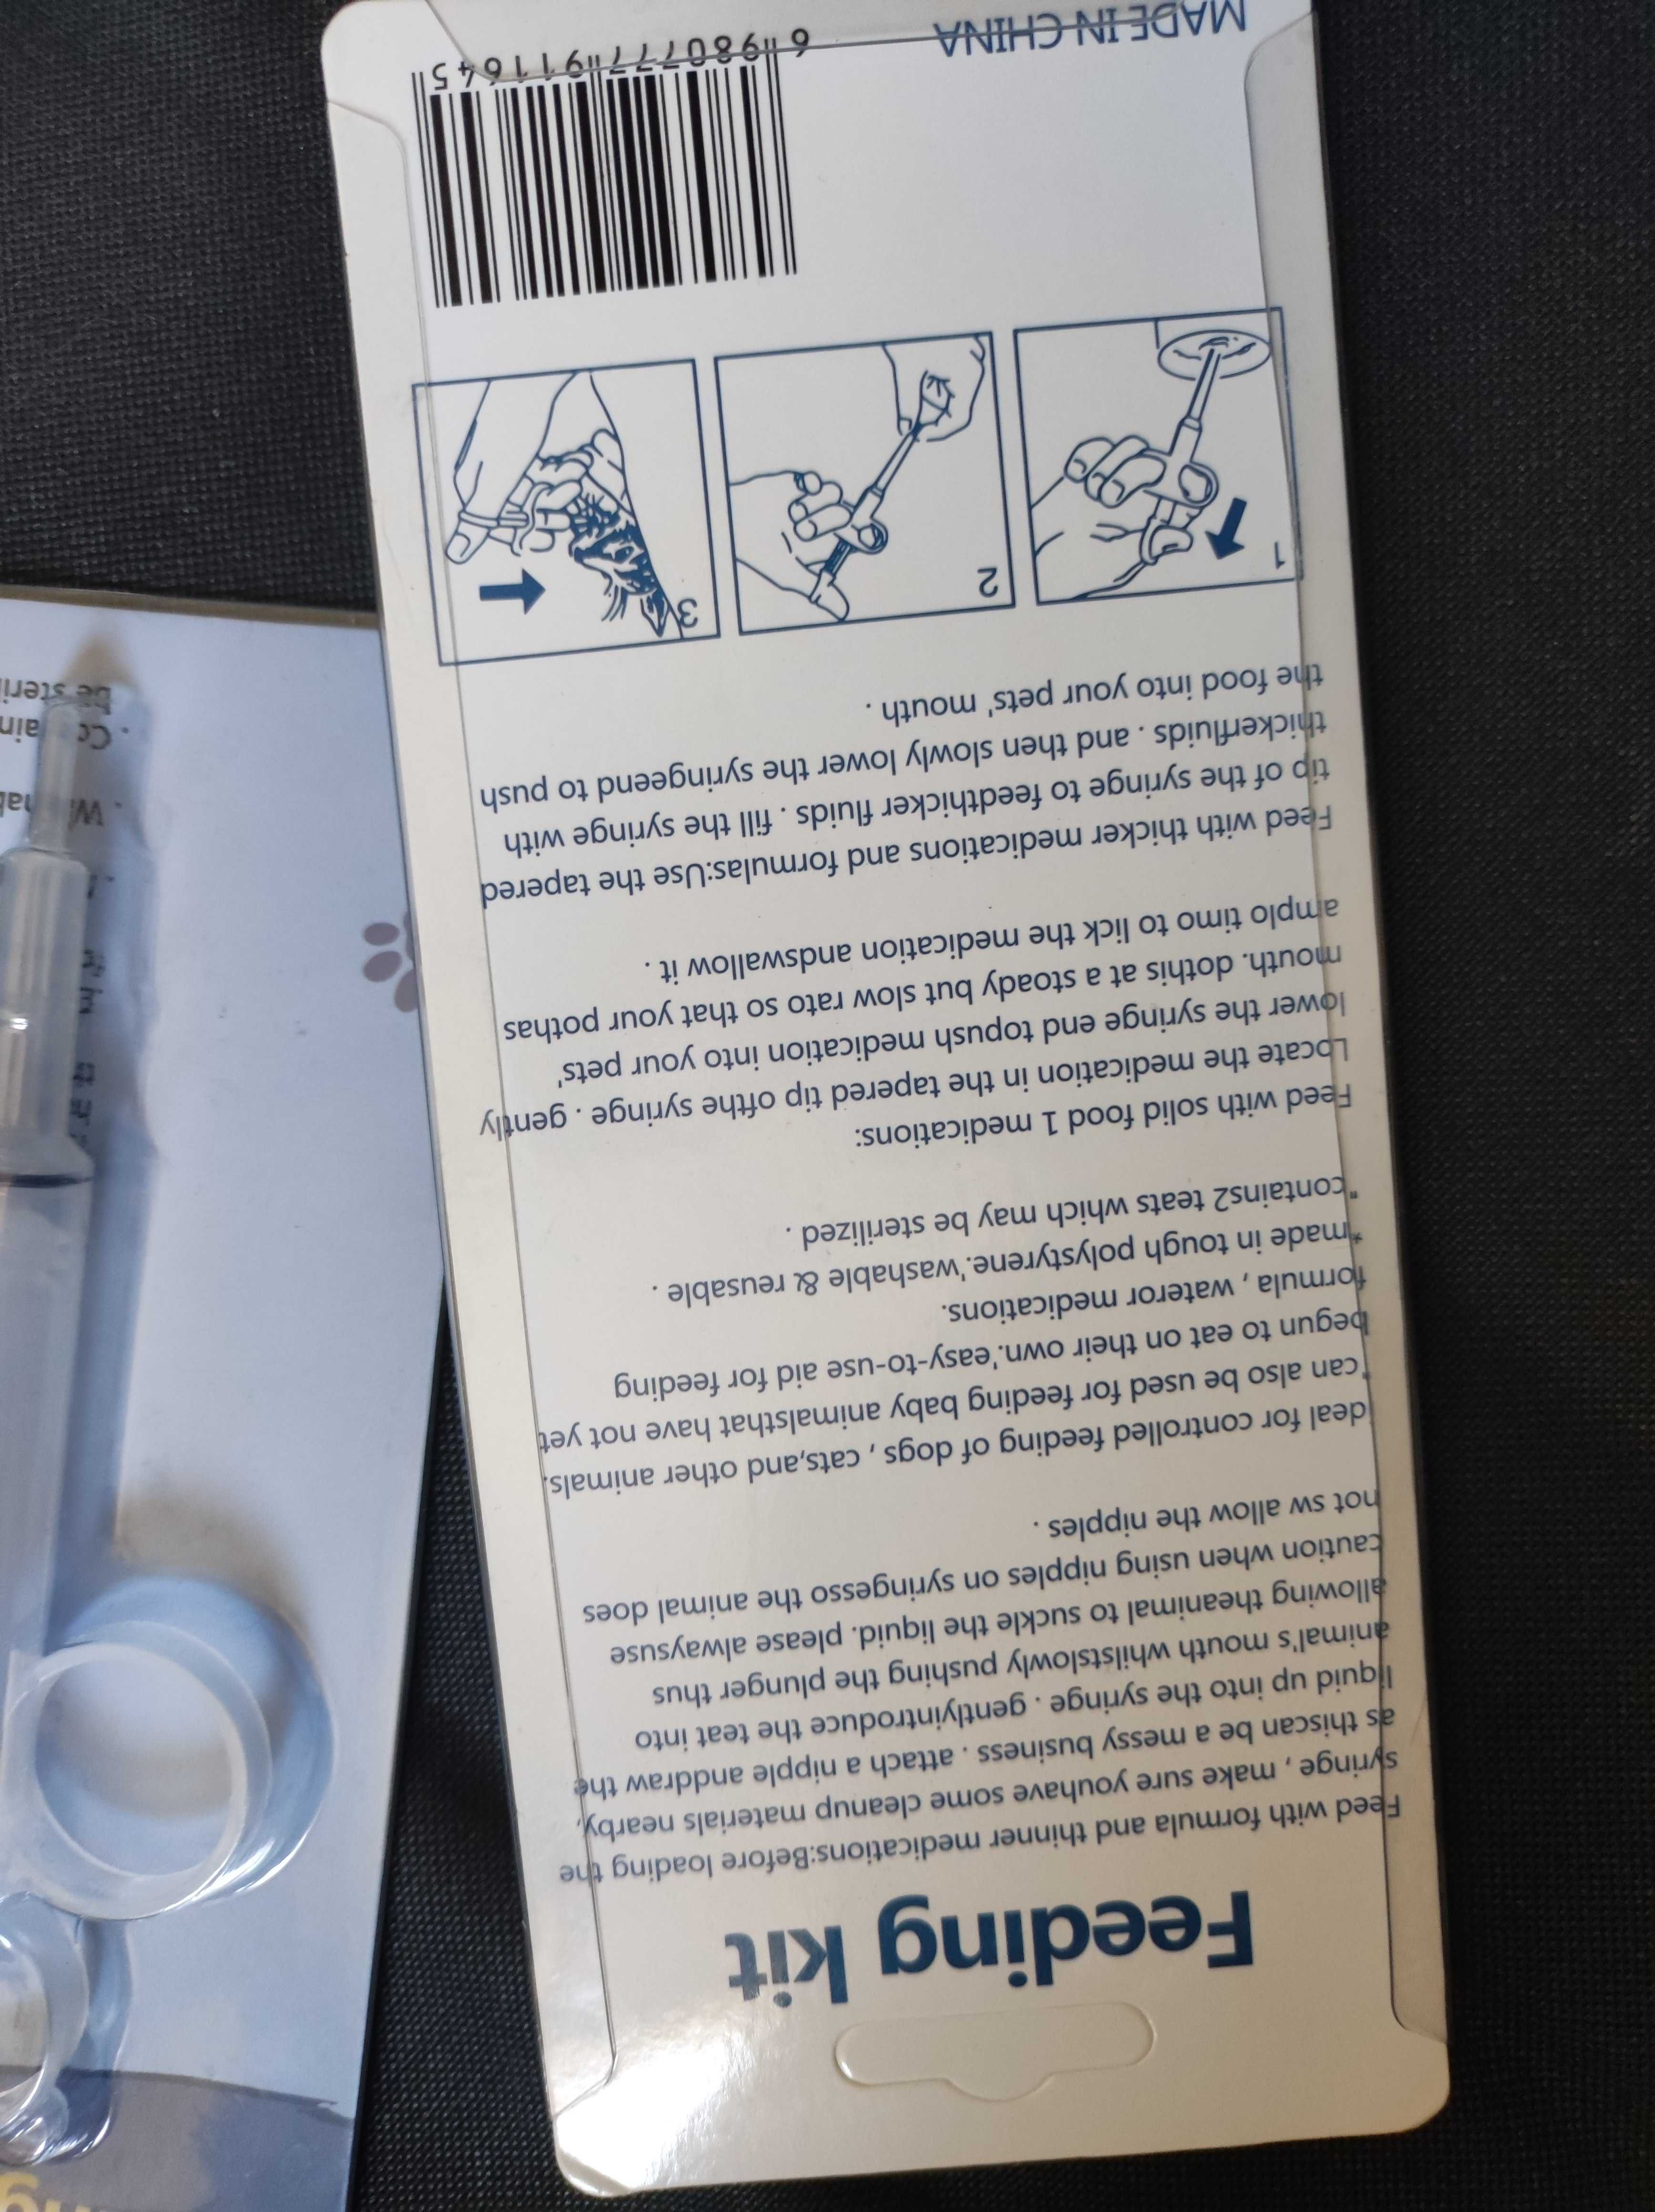 Feeding kit
Feed with formula and thinner medications:Before loading the
syringe , make sure youhave some cleanup materials nearby,
as thiscan be a messy business . attach a nipple anddraw the
liquid up into the syringe . gentlyintroduce the teat into
animal's mouth whilstslowly pushing the plunger thus
allowing theanimal to suckle the liquid. please alwaysuse
caution when using nipples on syringesso the animal does
not sw allow the nipples .
deal for controlled feeding of dogs , cats,and other animals.
"can also be used for feeding baby animalsthat have not yet
begun to eat on their own.'easy-to-use aid for feeding
formula , wateror medications.
*made in tough polystyrene.'washable & reusable .
"contains2 teats which may be sterilized .
Feed with solid food 1 medications:
Locate the medication in the tapered tip ofthe syringe . gently
lower the syringe end topush medication into your pets'
mouth. dothis at a stoady but slow rato so that your pothas
amplo timo to lick the medication andswallow it .
Feed with thicker medications and formulas:Use the tapered
tip of the syringe to feedthicker fluids . fill the syringe with
thickerfluids . and then slowly lower the syringeend to push
the food into your pets' mouth .
1
2
3
MADE IN CHINA
6 980777 911645